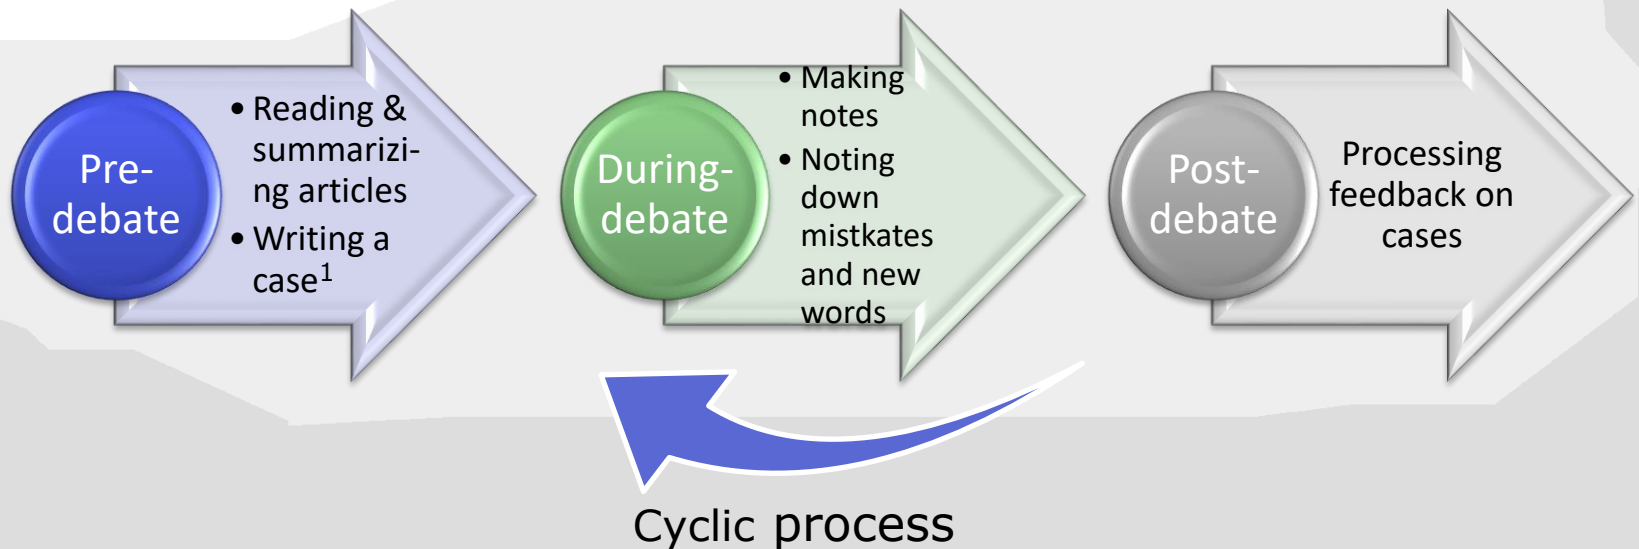 Pre-
debate
• Reading &
summarizi-
ng articles
• Writing a
case¹
During-
debate
• Making
notes
• Noting
down
mistkates
and new
words
Post-
debate
Processing
feedback on
cases
Cyclic process